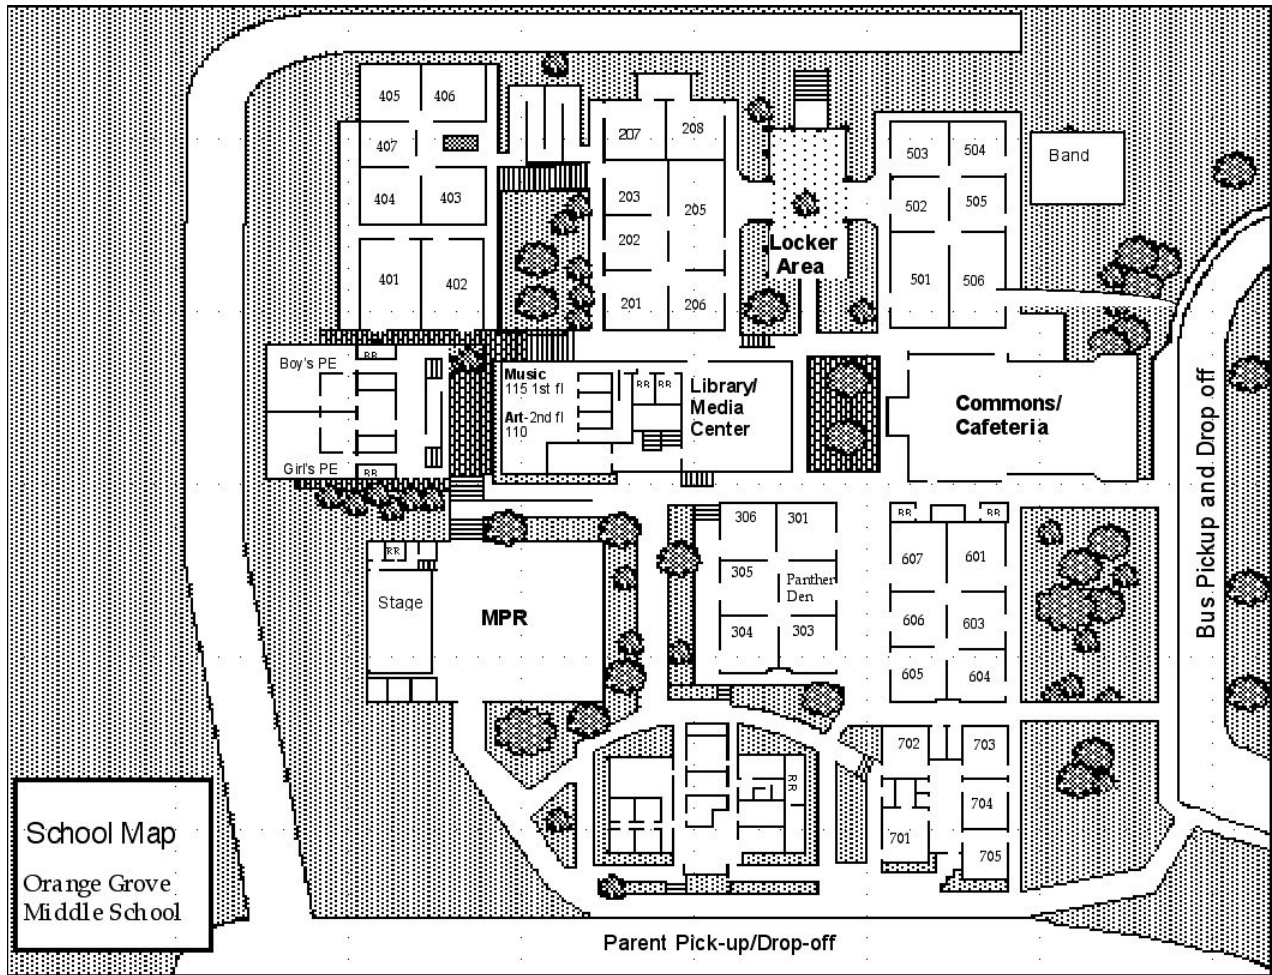 405 406
407
404 403
401 402
207 208
203
205
202
201 206
Locker
Area
503 504
502 505
501 506
Band
Boy's PE
RR
Girl's PE
RR
Music
115 1st fl
Art-2nd fl
110
RR RR
Library/
Media
Center
Commons/
Cafeteria
Bus Pickup and Drop off
RR
Stage
MPR
306 301
305
Panther
Den
304 303
RR RR
607 601
606 603
605 604
RR
702 703
704
701
705
School Map
Orange Grove
Middle School
Parent Pick-up/Drop-off